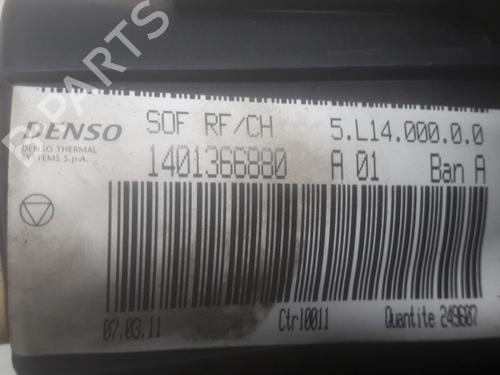 B-PARTS
DENSO SOF RF/CH 5.L14.000.0.0
DENSO THERMAL
SYSTEMS S.p.A.
1401366880 A 01 Ban A
07.03.11 Ctrl0011 Quantite 249687